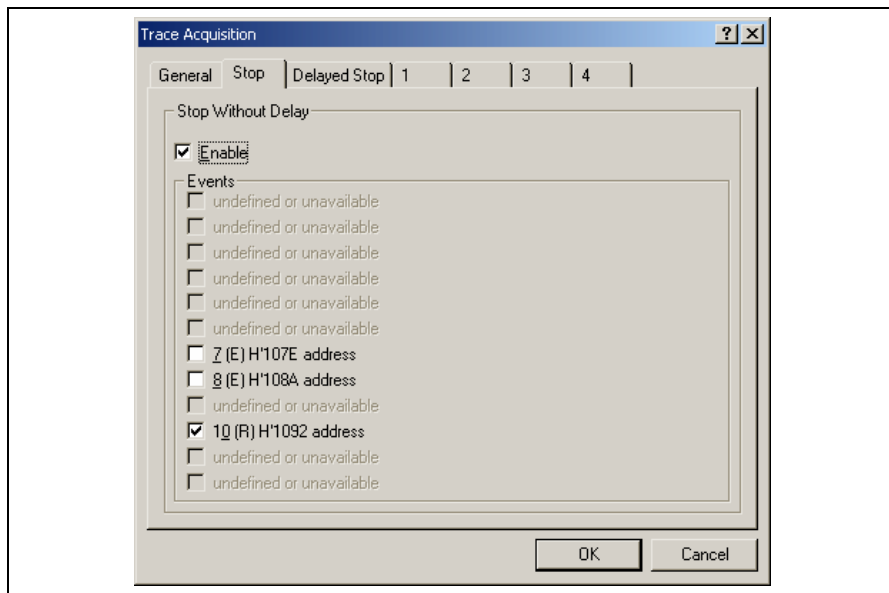 Trace Acquisition
General Stop Delayed Stop 1 2 3 4
Stop Without Delay
Enable
Events
undefined or unavailable
undefined or unavailable
undefined or unavailable
undefined or unavailable
undefined or unavailable
undefined or unavailable
7 (E) H'107E address
8 (E) H'108A address
undefined or unavailable
10 (R) H'1092 address
undefined or unavailable
undefined or unavailable
OK Cancel